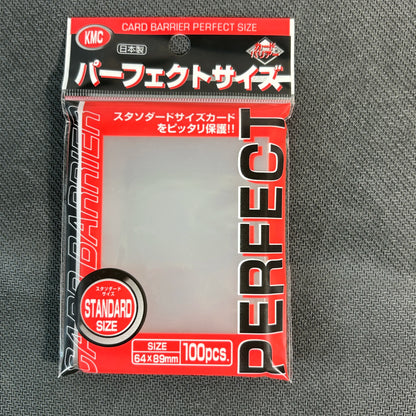 KMC
CARD BARRIER PERFECT SIZE
日本製
パーフェクトサイズ
スタンダードサイズカード
をピッタリ保護!!
PERFECT
CARD BARRIER
スタンダード
サイズ
STANDARD
SIZE
SIZE
64×89mm
100pcs.